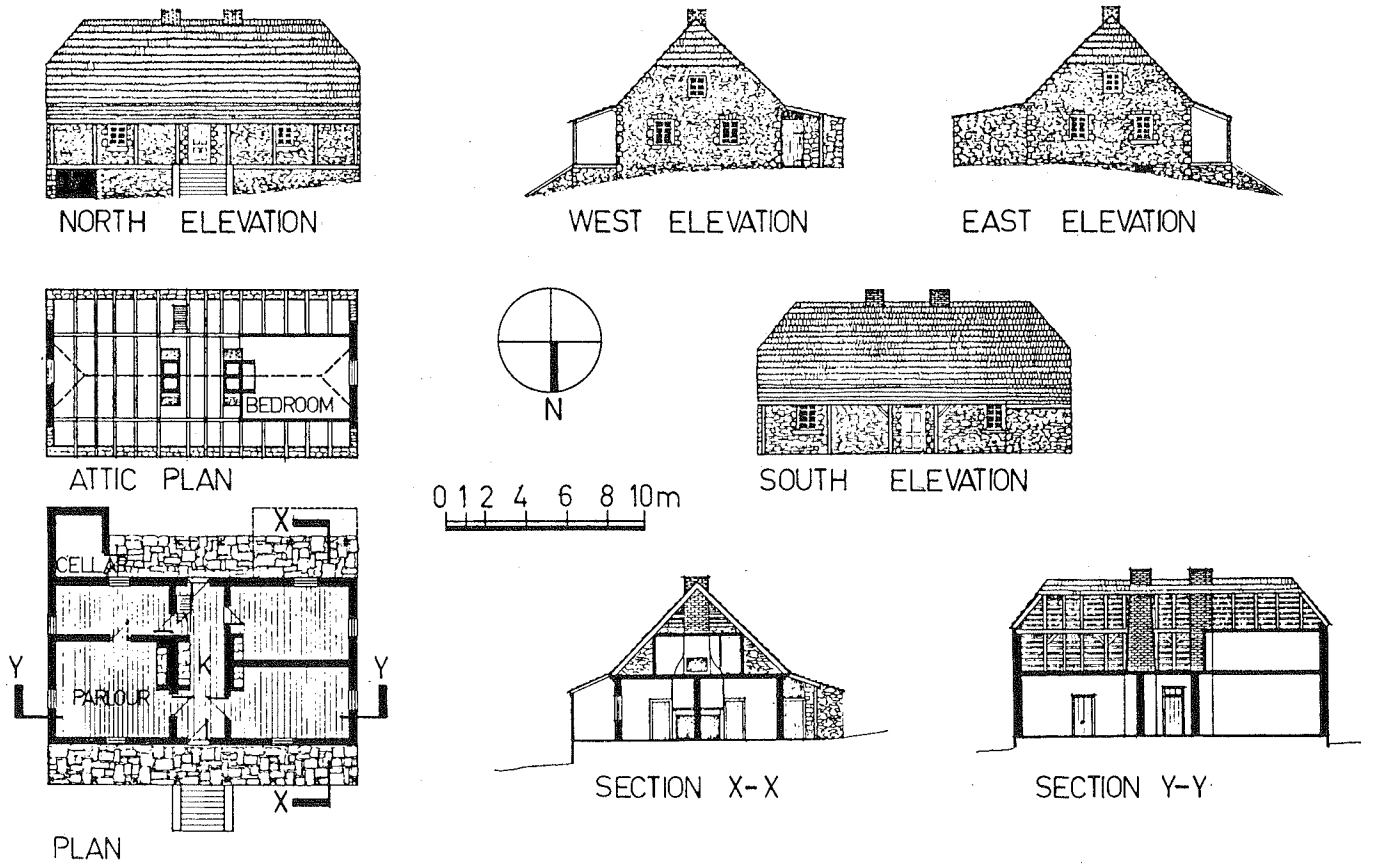 NORTH ELEVATION
WEST ELEVATION
EAST ELEVATION
BEDROOM
ATTIC PLAN
N
SOUTH ELEVATION
0 1 2 4 6 8 10m
X
CELLAR
Y
K
Y
PARLOUR
X
PLAN
SECTION X-X
SECTION Y-Y